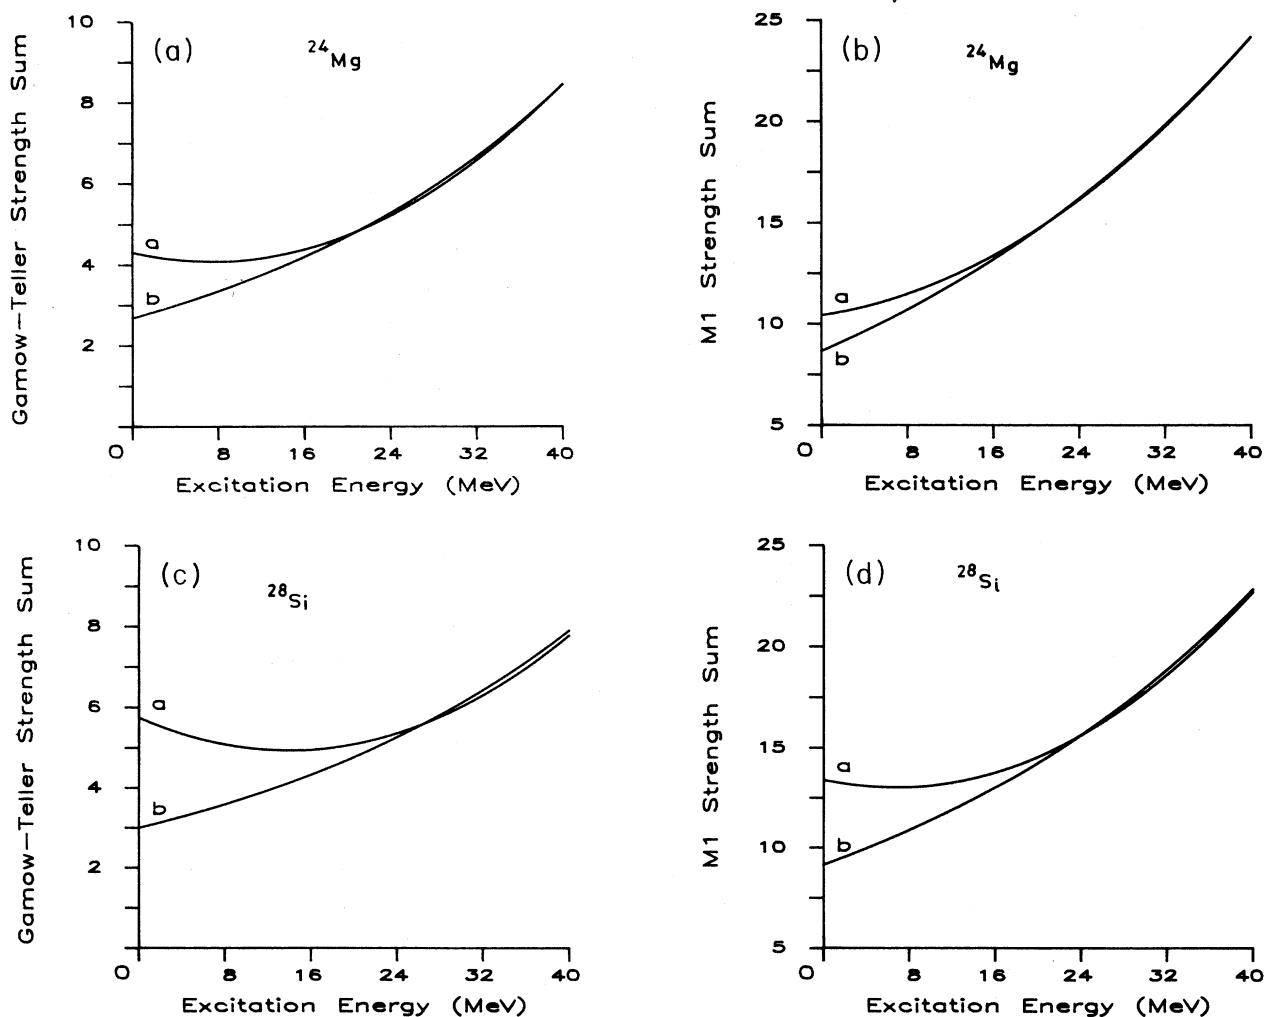 (a) ²⁴Mg
Gamow—Teller Strength Sum
10
8
6
4
2
a
b
0 8 16 24 32 40
Excitation Energy (MeV)
(b) ²⁴Mg
M1 Strength Sum
25
20
15
10
5
a
b
0 8 16 24 32 40
Excitation Energy (MeV)
(c) ²⁸Si
Gamow—Teller Strength Sum
10
8
6
4
2
a
b
0 8 16 24 32 40
Excitation Energy (MeV)
(d) ²⁸Si
M1 Strength Sum
25
20
15
10
5
a
b
0 8 16 24 32 40
Excitation Energy (MeV)